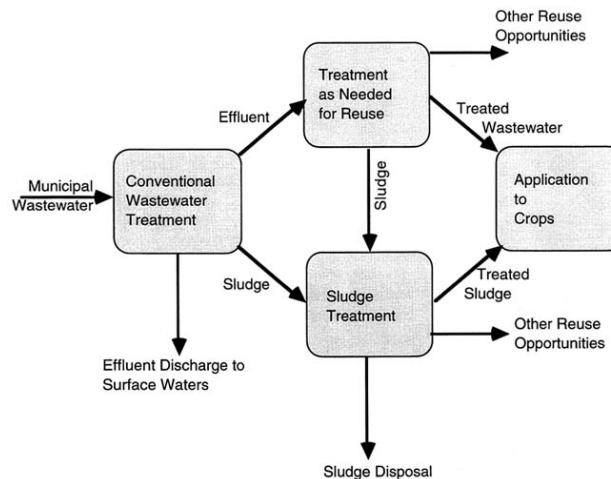 Other Reuse
Opportunities
Treatment
as Needed
for Reuse
Effluent
Treated
Wastewater
Municipal
Wastewater
Conventional
Wastewater
Treatment
Sludge
Application
to
Crops
Sludge
Sludge
Treatment
Treated
Sludge
Other Reuse
Opportunities
Effluent Discharge to
Surface Waters
Sludge Disposal